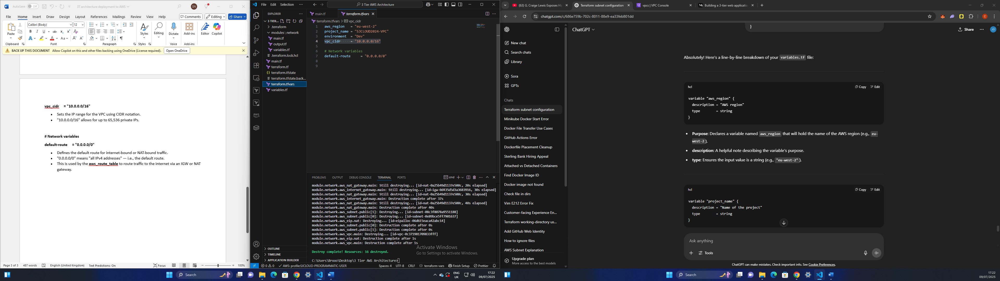 AutoSave Off 3T architecture deployment to AWS SN
File Home Insert Draw Design Layout References Mailings Review View Help Comments Editing Share
Calibri (Body) 12
Paste Styles Editing Dictate Add-ins Editor Copilot
Clipboard Font Paragraph Styles Voice Add-ins
BACK UP THIS DOCUMENT Allow Copilot on this and other files backing using OneDrive (License required). Open OneDrive
vpc_cidr = "10.0.0.0/16"
• Sets the IP range for the VPC using CIDR notation.
• "10.0.0.0/16" allows for up to 65,536 private IPs.
# Network variables
default-route = "0.0.0.0/0"
• Defines the default route for internet-bound or NAT-bound traffic.
• "0.0.0.0/0" means "all IPv4 addresses" — i.e., the default route.
• This is used by the aws_route_table to route traffic to the internet via an IGW or NAT
gateway.
Page 3 of 3 487 words English (United Kingdom) Text Predictions: On Focus 100%
File Edit Selection ··· 3 Tier AWS Architecture
EXPLORER
3 TIER...
.terraform
modules\network
main.tf
output.tf
variables.tf
.terraform.lock.hcl
main.tf
terraform.tf
terraform.tfstate
terraform.tfstate.back...
terraform.tfvars
variables.tf
OUTLINE
TIMELINE
APPLICATION BUILDER
main.tf terraform.tfvars
terraform.tfvars > vpc_cidr
1 aws_region = "eu-west-2"
2 project_name = "SJCLOUD2024-VPC"
3 environment = "Dev"
4 vpc_cidr = "10.0.0.0/16"
5
6 # Network variables
7 default-route = "0.0.0.0/0"
8
9
PROBLEMS OUTPUT DEBUG CONSOLE TERMINAL PORTS cmd
module.network.aws_nat_gateway.main: Still destroying... [id=nat-0a25b49d1137e500c, 20s elapsed]
module.network.aws_internet_gateway.main: Still destroying... [id=igw-0d435d5d3a3683916, 30s elapsed]
module.network.aws_nat_gateway.main: Still destroying... [id=nat-0a25b49d1137e500c, 30s elapsed]
module.network.aws_internet_gateway.main: Destruction complete after 37s
module.network.aws_nat_gateway.main: Still destroying... [id=nat-0a25b49d1137e500c, 40s elapsed]
module.network.aws_nat_gateway.main: Destruction complete after 40s
module.network.aws_subnet.public[1]: Destroying... [id=subnet-08c3f8078a9551188]
module.network.aws_subnet.public[0]: Destroying... [id=subnet-0e89bce5ff7901637]
module.network.aws_eip.nat: Destroying... [id=eipalloc-06d615eaca42abc14]
module.network.aws_subnet.public[0]: Destruction complete after 0s
module.network.aws_subnet.public[1]: Destruction complete after 0s
module.network.aws_vpc.main: Destroying... [id=vpc-0c371981709833fff]
module.network.aws_eip.nat: Destruction complete after 1s
module.network.aws_vpc.main: Destruction complete after 1s
Destroy complete! Resources: 16 destroyed.
C:\Users\Brooo\Desktop\3 Tier AWS Architecture>
Activate Windows
Go to Settings to activate Windows.
0 0 AWS: profile:SJCLOUD-PROGRAMMATIC-USER Spaces: 4 UTF-8 CRLF {} terraform-vars Finish Setup Prettier
Search ENG UK 17:22 09/07/2025
(63) G. Craige Lewis Exposes Hi Terraform subnet configuration vpcs | VPC Console Building a 3-tier web applicatio
chatgpt.com/c/686e759b-702c-8011-88e9-ea33feb801dd
New chat
Search chats
Library
Sora
GPTs
Chats
Terraform subnet configuration
Minikube Docker Start Error
Docker File Transfer Use Cases
GitHub Actions Error
Dockerfile Placement Cleanup
Sterling Bank Hiring Appeal
Attached vs Detached Containers
Find Docker Image ID
Docker image not found
Check file in dirs
Vim E212 Error Fix
Customer-facing Experience En...
Terraform working-directory us...
Add GitHub Web Identity
How to ignore files
AWS Subnet Explanation
Upgrade plan
More access to the best models
ChatGPT Share JO
}
Absolutely! Here's a line-by-line breakdown of your variables.tf file:
hcl Copy Edit
variable "aws_region" {
description = "AWS region"
type = string
}
• Purpose: Declares a variable named aws_region that will hold the name of the AWS region (e.g., eu-
west-2).
• description: A helpful note describing the variable's purpose.
• type: Ensures the input value is a string (e.g., "eu-west-2").
hcl Copy Edit
variable "project_name" {
description = "Name of the project"
type = string
}
Ask anything
Tools
ChatGPT can make mistakes. Check important info. See Cookie Preferences.
Search 17:22 09/07/2025